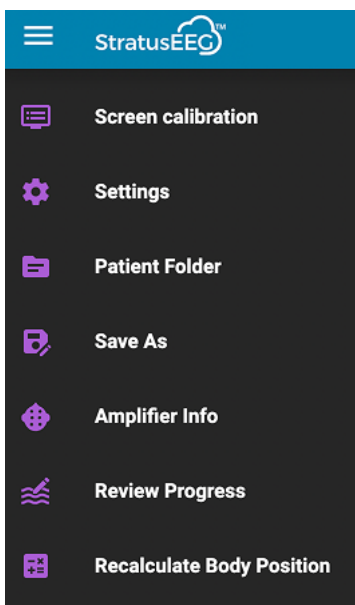 StratusEEG™
Screen calibration
Settings
Patient Folder
Save As
Amplifier Info
Review Progress
Recalculate Body Position